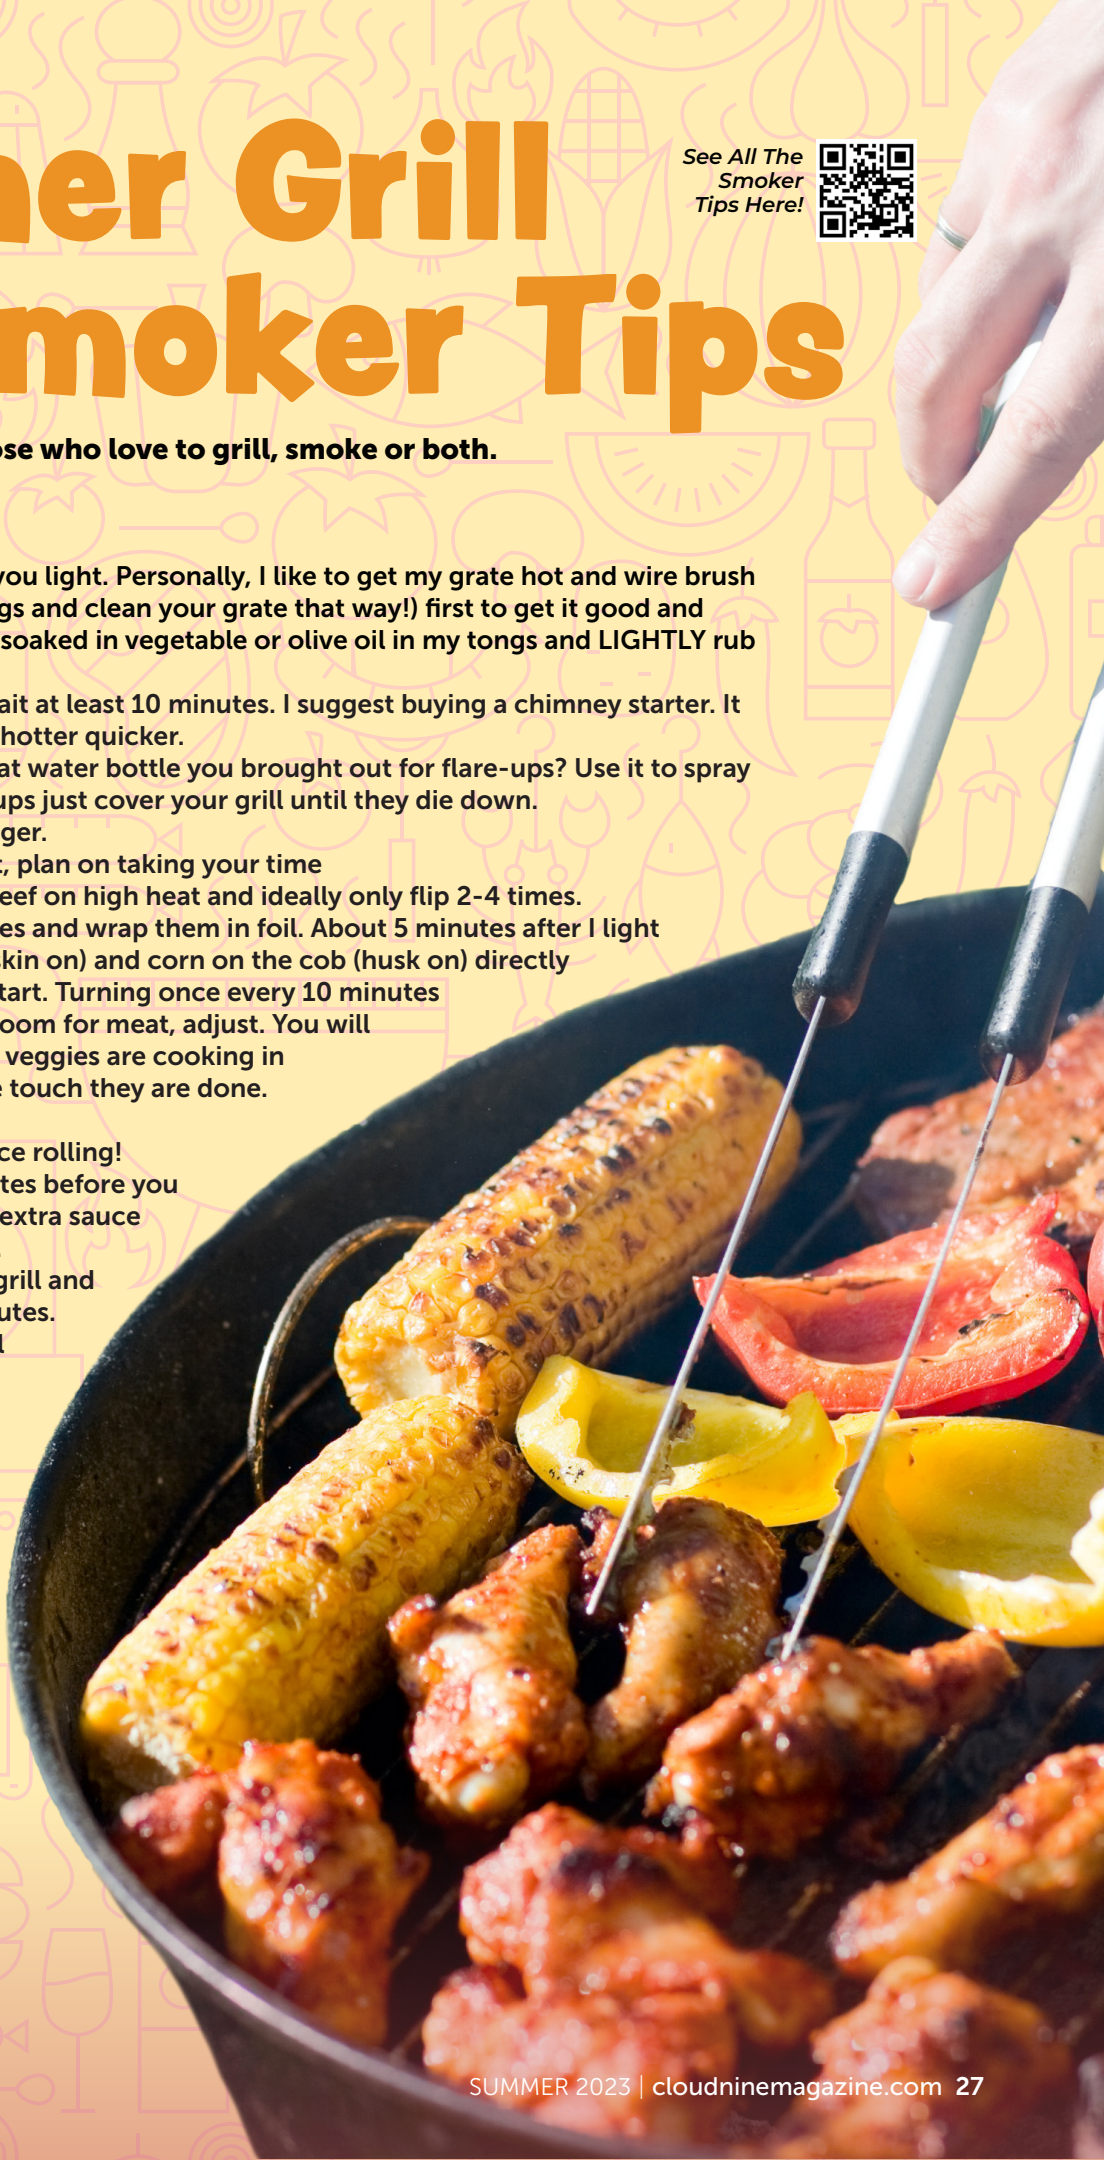 ner Grill
moker Tips
See All The
Smoker
Tips Here!
ose who love to grill, smoke or both.
you light. Personally, I like to get my grate hot and wire brush
gs and clean your grate that way!) first to get it good and
soaked in vegetable or olive oil in my tongs and LIGHTLY rub
ait at least 10 minutes. I suggest buying a chimney starter. It
hotter quicker.
at water bottle you brought out for flare-ups? Use it to spray
ups just cover your grill until they die down.
ger.
, plan on taking your time
eef on high heat and ideally only flip 2-4 times.
es and wrap them in foil. About 5 minutes after I light
skin on) and corn on the cob (husk on) directly
tart. Turning once every 10 minutes
oom for meat, adjust. You will
veggies are cooking in
e touch they are done.
ce rolling!
tes before you
extra sauce
grill and
utes.
l
SUMMER 2023 | cloudninemagazine.com 27